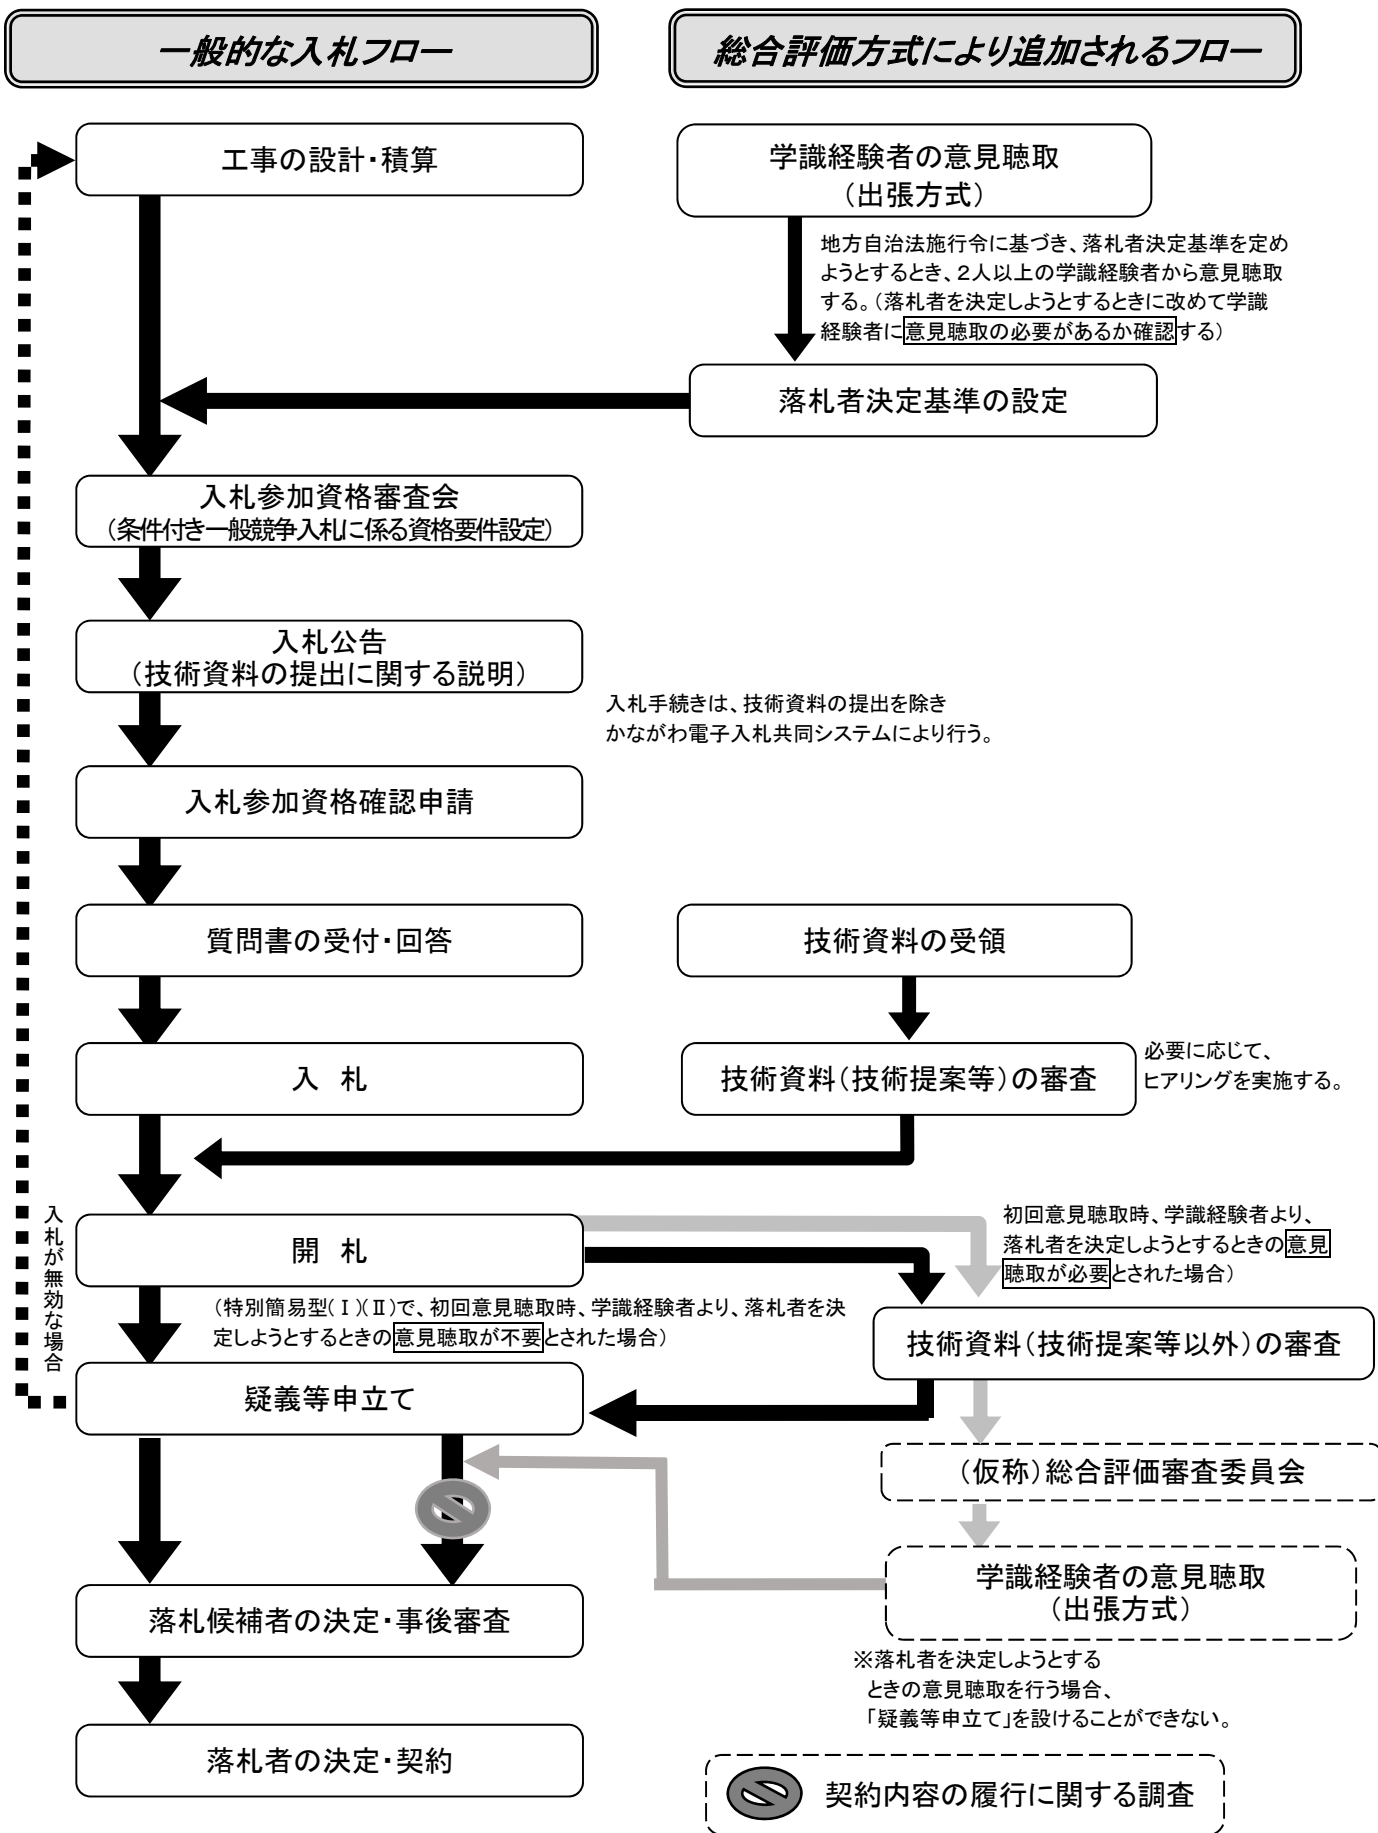 一般的な入札フロー
総合評価方式により追加されるフロー
工事の設計・積算
学識経験者の意見聴取
（出張方式）
地方自治法施行令に基づき、落札者決定基準を定め
ようとするとき、２人以上の学識経験者から意見聴取
する。（落札者を決定しようとするときに改めて学識
経験者に意見聴取の必要があるか確認する）
落札者決定基準の設定
入札参加資格審査会
（条件付き一般競争入札に係る資格要件設定）
入札公告
（技術資料の提出に関する説明）
入札手続きは、技術資料の提出を除き
かながわ電子入札共同システムにより行う。
入札参加資格確認申請
質問書の受付・回答
技術資料の受領
入　札
技術資料（技術提案等）の審査
必要に応じて、
ヒアリングを実施する。
入札が無効な場合
開　札
初回意見聴取時、学識経験者より、
落札者を決定しようとするときの意見
聴取が必要とされた場合）
（特別簡易型（Ⅰ）（Ⅱ）で、初回意見聴取時、学識経験者より、落札者を決
定しようとするときの意見聴取が不要とされた場合）
技術資料（技術提案等以外）の審査
疑義等申立て
（仮称）総合評価審査委員会
学識経験者の意見聴取
（出張方式）
落札候補者の決定・事後審査
※落札者を決定しようとする
ときの意見聴取を行う場合、
「疑義等申立て」を設けることができない。
落札者の決定・契約
契約内容の履行に関する調査